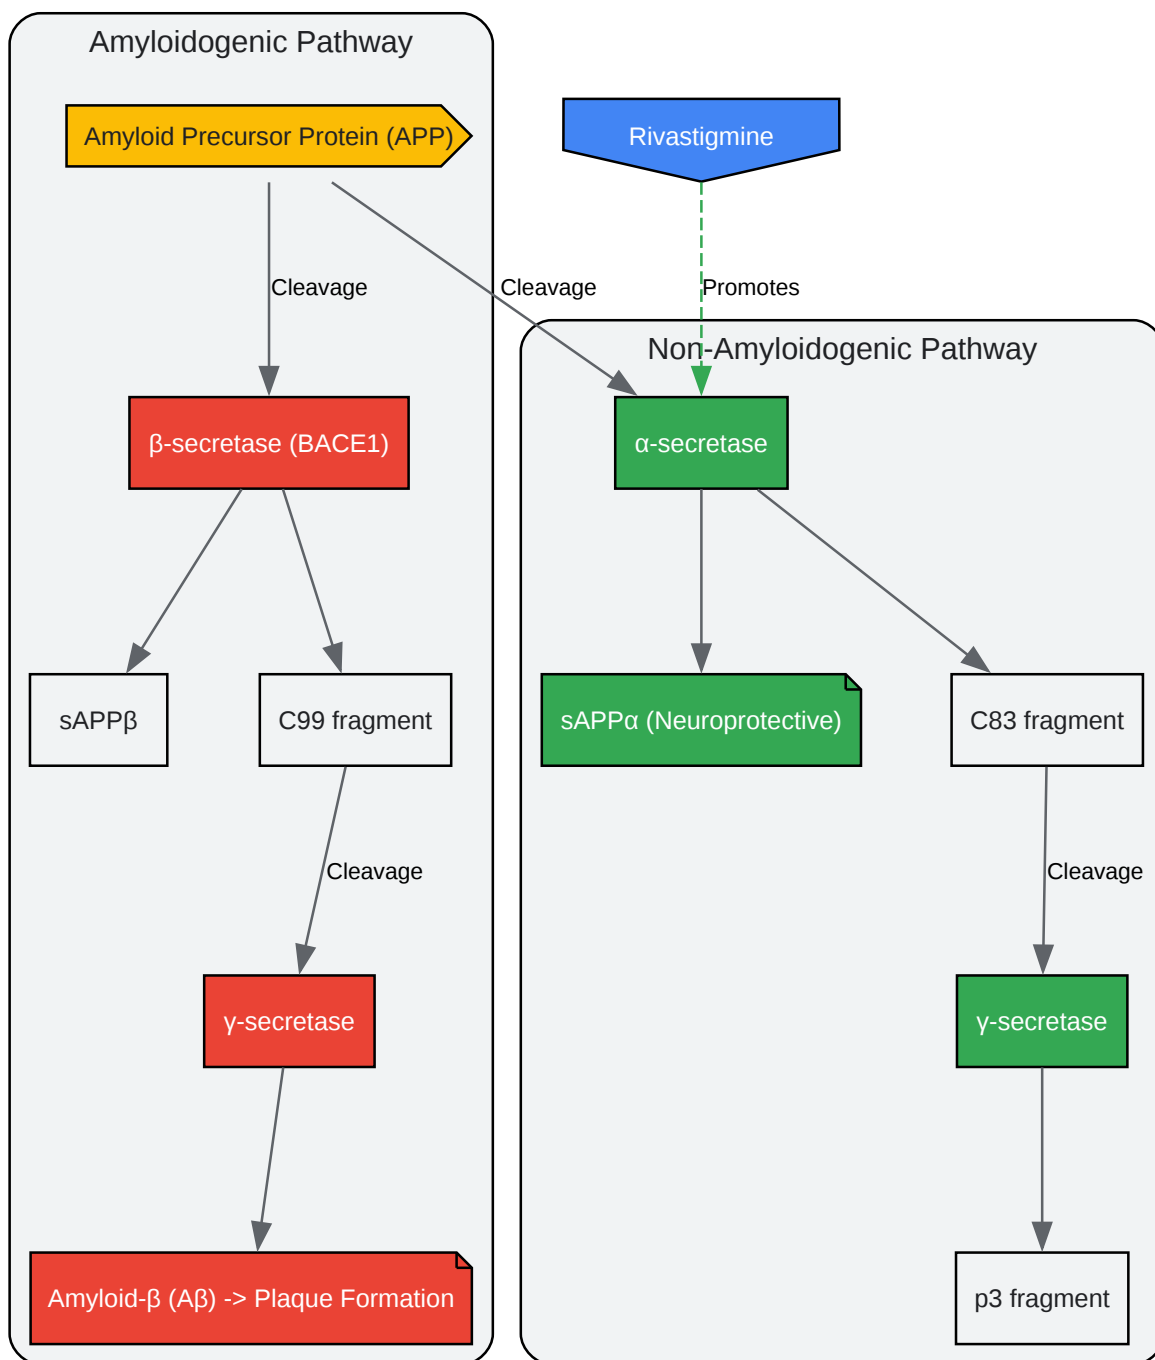 Amyloidogenic Pathway
Amyloid Precursor Protein (APP)
Rivastigmine
Cleavage
Cleavage
Promotes
Non-Amyloidogenic Pathway
β-secretase (BACE1)
α-secretase
sAPPβ
C99 fragment
sAPPα (Neuroprotective)
C83 fragment
Cleavage
Cleavage
γ-secretase
γ-secretase
Amyloid-β (Aβ) -> Plaque Formation
p3 fragment